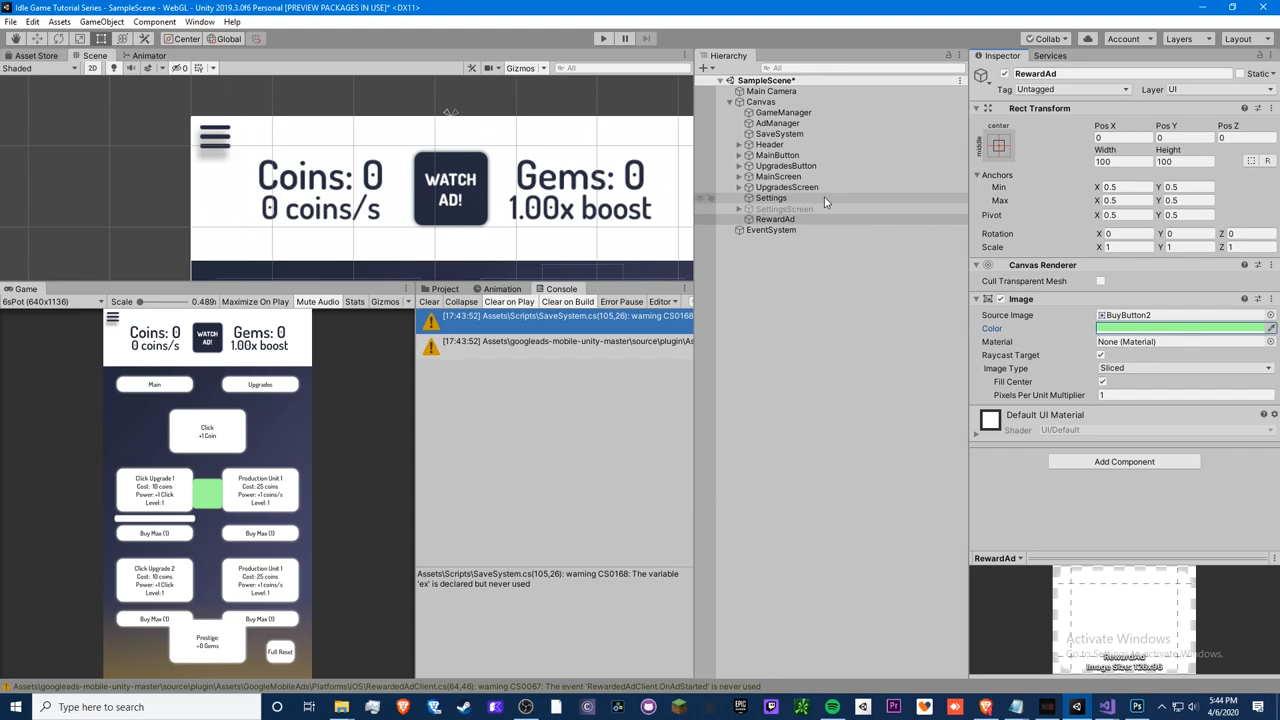 Idle Game Tutorial Series - SampleScene - WebGL - Unity 2019.3.0f6 Personal [PREVIEW PACKAGES IN USE]* <DX11>
File Edit Assets GameObject Component Window Help
Center Global Collab Account Layers Layout
Asset Store Scene Animator
Shaded 2D 0 Gizmos All
Coins: 0
0 coins/s
WATCH
AD!
Gems: 0
1.00x boost
Hierarchy
All
SampleScene*
Main Camera
Canvas
GameManager
AdManager
SaveSystem
Header
MainButton
UpgradesButton
MainScreen
UpgradesScreen
Settings
SettingsScreen
RewardAd
EventSystem
Inspector Services
RewardAd Static
Tag Untagged Layer UI
Rect Transform
center Pos X Pos Y Pos Z
middle 0 0 0
Width Height
100 100 R
Anchors
Min X 0.5 Y 0.5
Max X 0.5 Y 0.5
Pivot X 0.5 Y 0.5
Rotation X 0 Y 0 Z 0
Scale X 1 Y 1 Z 1
Canvas Renderer
Cull Transparent Mesh
Image
Source Image BuyButton2
Color
Material None (Material)
Raycast Target
Image Type Sliced
Fill Center
Pixels Per Unit Multiplier 1
Default UI Material
Shader UI/Default
Add Component
RewardAd
RewardAd
Image Size: 128x96
Activate Windows
Go to Settings to activate Windows.
Game
6sPot (640x1136) Scale 0.489x Maximize On Play Mute Audio Stats Gizmos
Coins: 0
0 coins/s
WATCH
AD!
Gems: 0
1.00x boost
Main Upgrades
Click
+1 Coin
Click Upgrade 1
Cost: 10 coins
Power: +1 Click
Level: 1
Production Unit 1
Cost: 25 coins
Power: +1 coins/s
Level: 1
Buy Max (1) Buy Max (1)
Click Upgrade 2
Cost: 10 coins
Power: +1 Click
Level: 1
Production Unit 1
Cost: 25 coins
Power: +1 coins/s
Level: 1
Buy Max (1) Buy Max (1)
Prestige:
+0 Gems
Full Reset
Project Animation Console
Clear Collapse Clear on Play Clear on Build Error Pause Editor
[17:43:52] Assets\Scripts\SaveSystem.cs(105,26): warning CS0168
[17:43:52] Assets\googleads-mobile-unity-master\source\plugin\As
Assets\Scripts\SaveSystem.cs(105,26): warning CS0168: The variable
'ex' is declared but never used
Assets\googleads-mobile-unity-master\source\plugin\Assets\GoogleMobileAds\Platforms\iOS\RewardedAdClient.cs(64,46): warning CS0067: The event 'RewardedAdClient.OnAdStarted' is never used
Type here to search
5:44 PM
4/6/2020